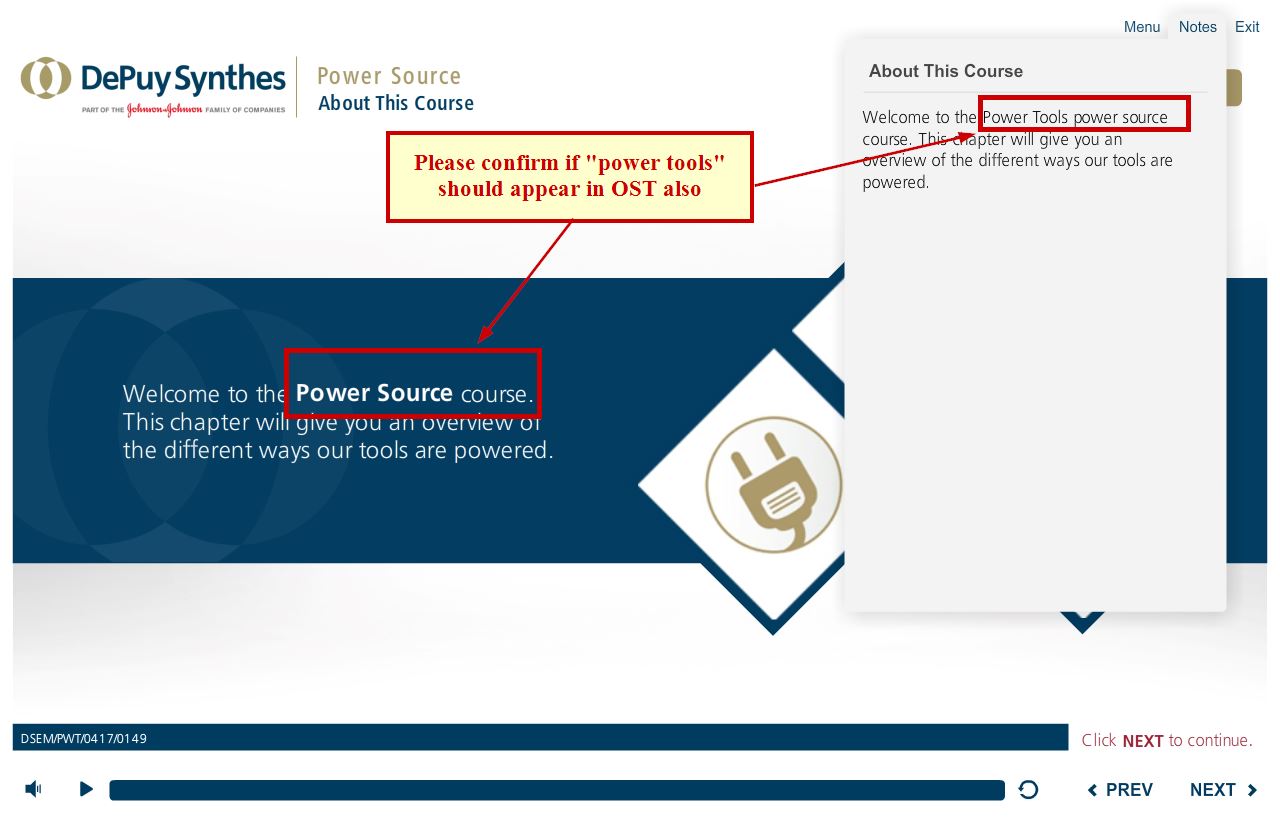 Menu Notes Exit
DePuy Synthes
PART OF THE Johnson & Johnson FAMILY OF COMPANIES
Power Source
About This Course
About This Course
Welcome to the Power Tools power source
course. This chapter will give you an
overview of the different ways our tools are
powered.
Please confirm if "power tools"
should appear in OST also
Welcome to the Power Source course.
This chapter will give you an overview of
the different ways our tools are powered.
DSEM/PWT/0417/0149
Click NEXT to continue.
PREV NEXT